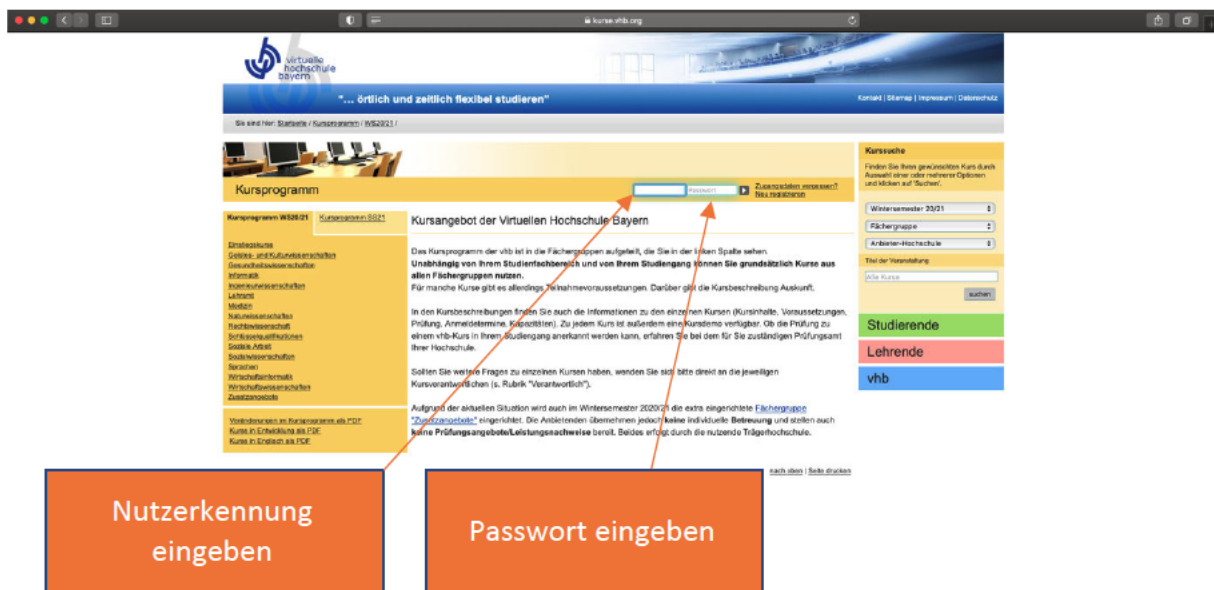 kurse.vhb.org
virtuelle
hochschule
bayern
"... örtlich und zeitlich flexibel studieren"
Kontakt | Sitemap | Impressum | Datenschutz
Sie sind hier: Startseite / Kursprogramm / WS20/21 /
Kursprogramm
Passwort
Zugangsdaten vergessen?
Neu registrieren
Kursprogramm WS20/21
Kursprogramm SS21
Einstiegskurse
Geistes- und Kulturwissenschaften
Gesundheitswissenschaften
Informatik
Ingenieurwissenschaften
Lehramt
Medizin
Naturwissenschaften
Rechtswissenschaft
Schlüsselqualifikationen
Soziale Arbeit
Sozialwissenschaften
Sprachen
Wirtschaftsinformatik
Wirtschaftswissenschaften
Zusatzangebote
Veränderungen im Kursprogramm als PDF
Kurse in Entwicklung als PDF
Kurse in Englisch als PDF
Kursangebot der Virtuellen Hochschule Bayern
Das Kursprogramm der vhb ist in die Fächergruppen aufgeteilt, die Sie in der linken Spalte sehen.
Unabhängig von Ihrem Studienfachbereich und von Ihrem Studiengang können Sie grundsätzlich Kurse aus
allen Fächergruppen nutzen.
Für manche Kurse gibt es allerdings Teilnahmevoraussetzungen. Darüber gibt die Kursbeschreibung Auskunft.
In den Kursbeschreibungen finden Sie auch die Informationen zu den einzelnen Kursen (Kursinhalte, Voraussetzungen,
Prüfung, Anmeldetermine, Kapazitäten). Zu jedem Kurs ist außerdem eine Kursdemo verfügbar. Ob die Prüfung zu
einem vhb-Kurs in Ihrem Studiengang anerkannt werden kann, erfahren Sie bei dem für Sie zuständigen Prüfungsamt
Ihrer Hochschule.
Sollten Sie weitere Fragen zu einzelnen Kursen haben, wenden Sie sich bitte direkt an die jeweiligen
Kursverantwortlichen (s. Rubrik "Verantwortlich").
Aufgrund der aktuellen Situation wird auch im Wintersemester 2020/21 die extra eingerichtete Fächergruppe
"Zusatzangebote" eingerichtet. Die Anbietenden übernehmen jedoch keine individuelle Betreuung und stellen auch
keine Prüfungsangebote/Leistungsnachweise bereit. Beides erfolgt durch die nutzende Trägerhochschule.
nach oben | Seite drucken
Kurssuche
Finden Sie Ihren gewünschten Kurs durch
Auswahl einer oder mehrerer Optionen
und klicken auf 'Suchen'.
Wintersemester 20/21
Fächergruppe
Anbieter-Hochschule
Titel der Veranstaltung
Alle Kurse
suchen
Studierende
Lehrende
vhb
Nutzerkennung
eingeben
Passwort eingeben